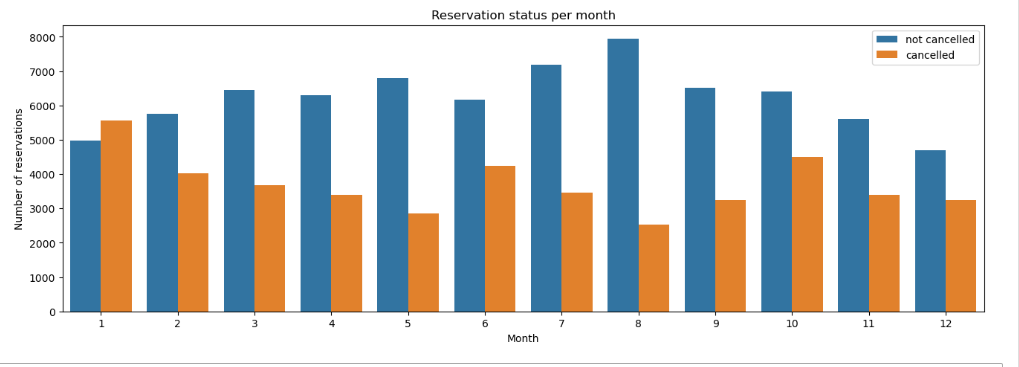 Reservation status per month
not cancelled
cancelled
Number of reservations
8000
7000
6000
5000
4000
3000
2000
1000
0
1 2 3 4 5 6 7 8 9 10 11 12
Month